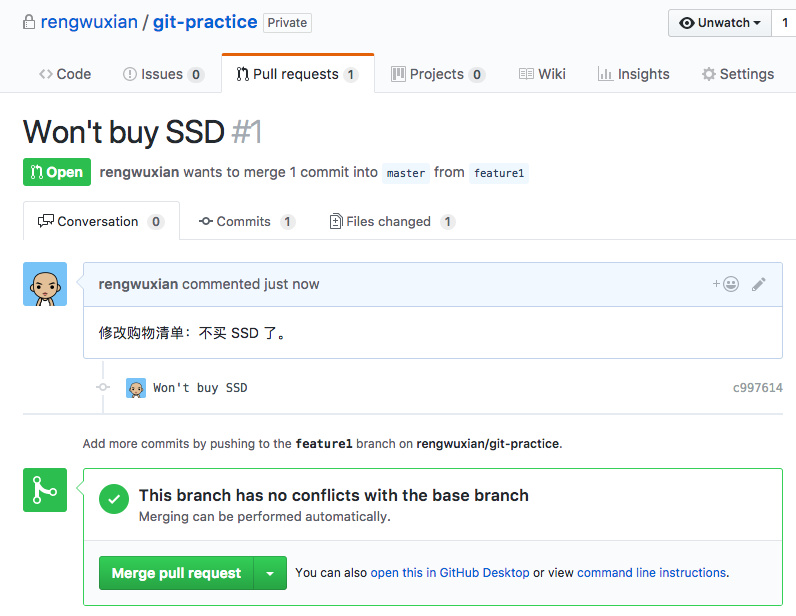 rengwuxian / git-practice Private Unwatch 1
Code Issues 0 Pull requests 1 Projects 0 Wiki Insights Settings
Won't buy SSD #1
Open rengwuxian wants to merge 1 commit into master from feature1
Conversation 0 Commits 1 Files changed 1
rengwuxian commented just now
修改购物清单：不买 SSD 了。
Won't buy SSD c997614
Add more commits by pushing to the feature1 branch on rengwuxian/git-practice.
This branch has no conflicts with the base branch
Merging can be performed automatically.
Merge pull request You can also open this in GitHub Desktop or view command line instructions.